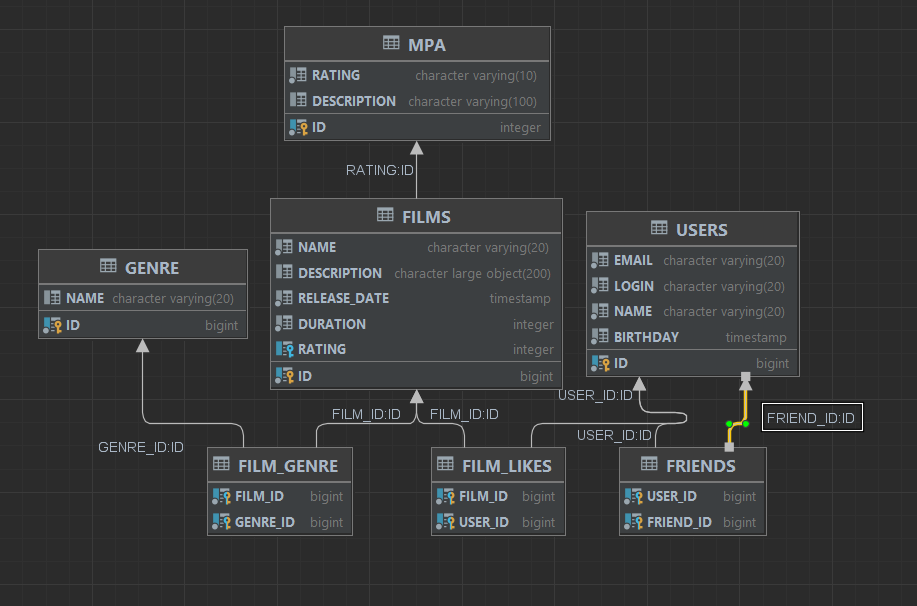 MPA
RATING character varying(10)
DESCRIPTION character varying(100)
ID integer
RATING:ID
FILMS
NAME character varying(20)
DESCRIPTION character large object(200)
RELEASE_DATE timestamp
DURATION integer
RATING integer
ID bigint
USERS
EMAIL character varying(20)
LOGIN character varying(20)
NAME character varying(20)
BIRTHDAY timestamp
ID bigint
GENRE
NAME character varying(20)
ID bigint
USER_ID:ID
FILM_ID:ID
FILM_ID:ID
FRIEND_ID:ID
USER_ID:ID
GENRE_ID:ID
FILM_GENRE
FILM_ID bigint
GENRE_ID bigint
FILM_LIKES
FILM_ID bigint
USER_ID bigint
FRIENDS
USER_ID bigint
FRIEND_ID bigint